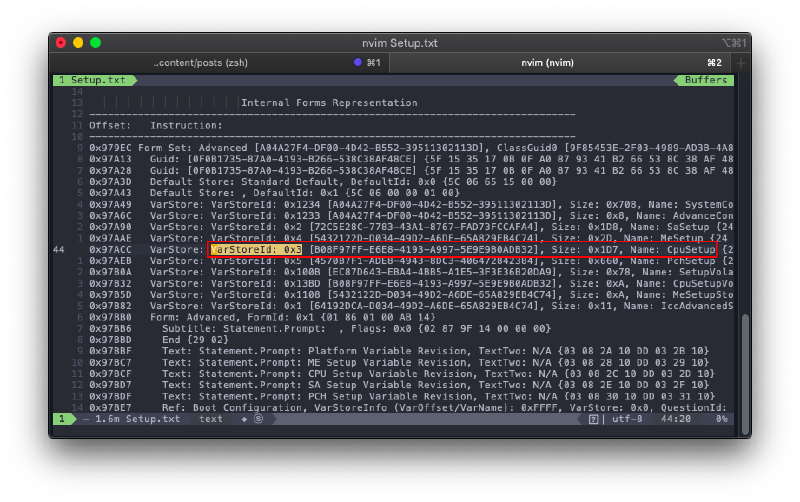 nvim Setup.txt
⌥⌘1
..content/posts (zsh)
⌘1
nvim (nvim)
⌘2
+
1 Setup.txt
Buffers
14
13 Internal Forms Representation
12 --------------------------------------------------------------------------------
11 Offset: Instruction:
10 --------------------------------------------------------------------------------
9 0x979EC Form Set: Advanced [A04A27F4-DF00-4D42-B552-39511302113D], ClassGuid0 [9F85453E-2F03-4989-AD3B-4A8
8 0x97A13 Guid: [0F0B1735-87A0-4193-B266-538C38AF48CE] {5F 15 35 17 0B 0F A0 87 93 41 B2 66 53 8C 38 AF 48
7 0x97A28 Guid: [0F0B1735-87A0-4193-B266-538C38AF48CE] {5F 15 35 17 0B 0F A0 87 93 41 B2 66 53 8C 38 AF 48
6 0x97A3D Default Store: Standard Default, DefaultId: 0x0 {5C 06 65 15 00 00}
5 0x97A43 Default Store: , DefaultId: 0x1 {5C 06 00 00 01 00}
4 0x97A49 VarStore: VarStoreId: 0x1234 [A04A27F4-DF00-4D42-B552-39511302113D], Size: 0x708, Name: SystemCo
3 0x97A6C VarStore: VarStoreId: 0x1233 [A04A27F4-DF00-4D42-B552-39511302113D], Size: 0x8, Name: AdvanceCon
2 0x97A90 VarStore: VarStoreId: 0x2 [72C5E28C-7783-43A1-8767-FAD73FCCAFA4], Size: 0x1D8, Name: SaSetup {24
1 0x97AAE VarStore: VarStoreId: 0x4 [5432122D-D034-49D2-A6DE-65A829EB4C74], Size: 0x2D, Name: MeSetup {24
44 0x97ACC VarStore: VarStoreId: 0x3 [B08F97FF-E6E8-4193-A997-5E9E9B0ADB32], Size: 0x1D7, Name: CpuSetup {2
1 0x97AEB VarStore: VarStoreId: 0x5 [4570B7F1-ADE8-4943-8DC3-406472842384], Size: 0x660, Name: PchSetup {2
2 0x97B0A VarStore: VarStoreId: 0x100B [EC87D643-EBA4-4BB5-A1E5-3F3E36B20DA9], Size: 0x78, Name: SetupVola
3 0x97B32 VarStore: VarStoreId: 0x13BD [B08F97FF-E6E8-4193-A997-5E9E9B0ADB32], Size: 0xA, Name: CpuSetupVo
4 0x97B5D VarStore: VarStoreId: 0x110B [5432122D-D034-49D2-A6DE-65A829EB4C74], Size: 0xA, Name: MeSetupSto
5 0x97B82 VarStore: VarStoreId: 0x1 [64192DCA-D034-49D2-A6DE-65A829EB4C74], Size: 0x11, Name: IccAdvancedS
6 0x97BB0 Form: Advanced, FormId: 0x1 {01 86 01 00 AB 14}
7 0x97BB6 Subtitle: Statement.Prompt: , Flags: 0x0 {02 87 9F 14 00 00 00}
8 0x97BBD End {29 02}
9 0x97BBF Text: Statement.Prompt: Platform Variable Revision, TextTwo: N/A {03 08 2A 10 DD 03 2B 10}
10 0x97BC7 Text: Statement.Prompt: ME Setup Variable Revision, TextTwo: N/A {03 08 28 10 DD 03 29 10}
11 0x97BCF Text: Statement.Prompt: CPU Setup Variable Revision, TextTwo: N/A {03 08 2C 10 DD 03 2D 10}
12 0x97BD7 Text: Statement.Prompt: SA Setup Variable Revision, TextTwo: N/A {03 08 2E 10 DD 03 2F 10}
13 0x97BDF Text: Statement.Prompt: PCH Setup Variable Revision, TextTwo: N/A {03 08 30 10 DD 03 31 10}
14 0x97BE7 Ref: Boot Configuration, VarStoreInfo (VarOffset/VarName): 0xFFFF, VarStore: 0x0, QuestionId:
1 — 1.6m Setup.txt text ◆ ⓢ | utf-8 44:20 0%